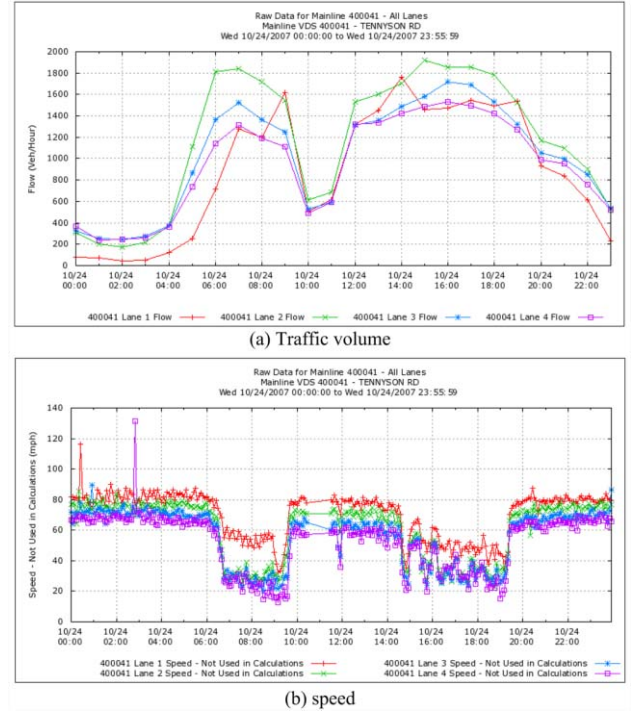 Raw Data for Mainline 400041 - All Lanes
Mainline VDS 400041 - TENNYSON RD
Wed 10/24/2007 00:00:00 to Wed 10/24/2007 23:55:59
2000
1800
1600
1400
1200
1000
800
600
400
200
0
Flow (Veh/Hour)
10/24 10/24 10/24 10/24 10/24 10/24 10/24 10/24 10/24 10/24 10/24 10/24
00:00 02:00 04:00 06:00 08:00 10:00 12:00 14:00 16:00 18:00 20:00 22:00
400041 Lane 1 Flow 400041 Lane 2 Flow 400041 Lane 3 Flow 400041 Lane 4 Flow
(a) Traffic volume
Raw Data for Mainline 400041 - All Lanes
Mainline VDS 400041 - TENNYSON RD
Wed 10/24/2007 00:00:00 to Wed 10/24/2007 23:55:59
140
120
100
80
60
40
20
0
Speed - Not Used in Calculations (mph)
10/24 10/24 10/24 10/24 10/24 10/24 10/24 10/24 10/24 10/24 10/24 10/24
00:00 02:00 04:00 06:00 08:00 10:00 12:00 14:00 16:00 18:00 20:00 22:00
400041 Lane 1 Speed - Not Used in Calculations 400041 Lane 3 Speed - Not Used in Calculations
400041 Lane 2 Speed - Not Used in Calculations 400041 Lane 4 Speed - Not Used in Calculations
(b) speed